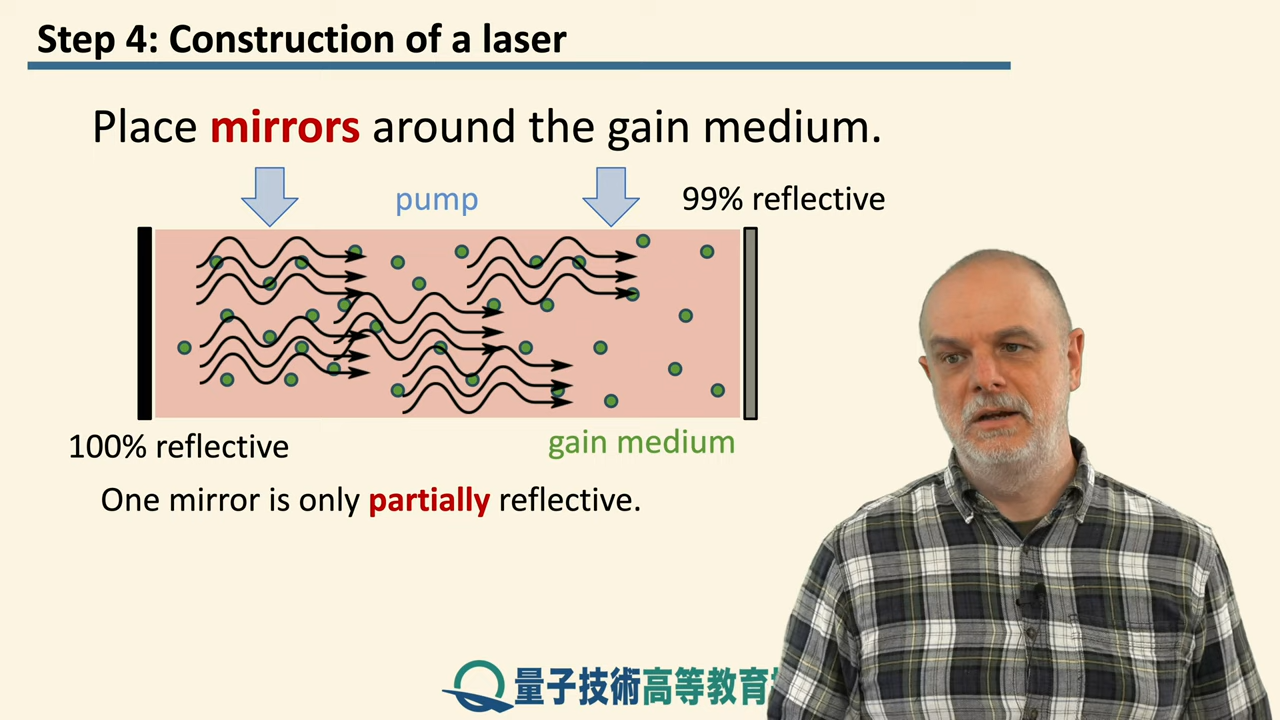 Step 4: Construction of a laser
Place mirrors around the gain medium.
pump
99% reflective
100% reflective
gain medium
One mirror is only partially reflective.
量子技術高等教育